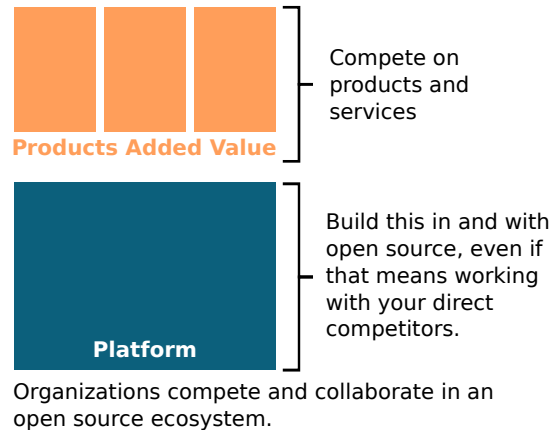 Compete on
products and
services
Products Added Value
Build this in and with
open source, even if
that means working
with your direct
competitors.
Platform
Organizations compete and collaborate in an
open source ecosystem.